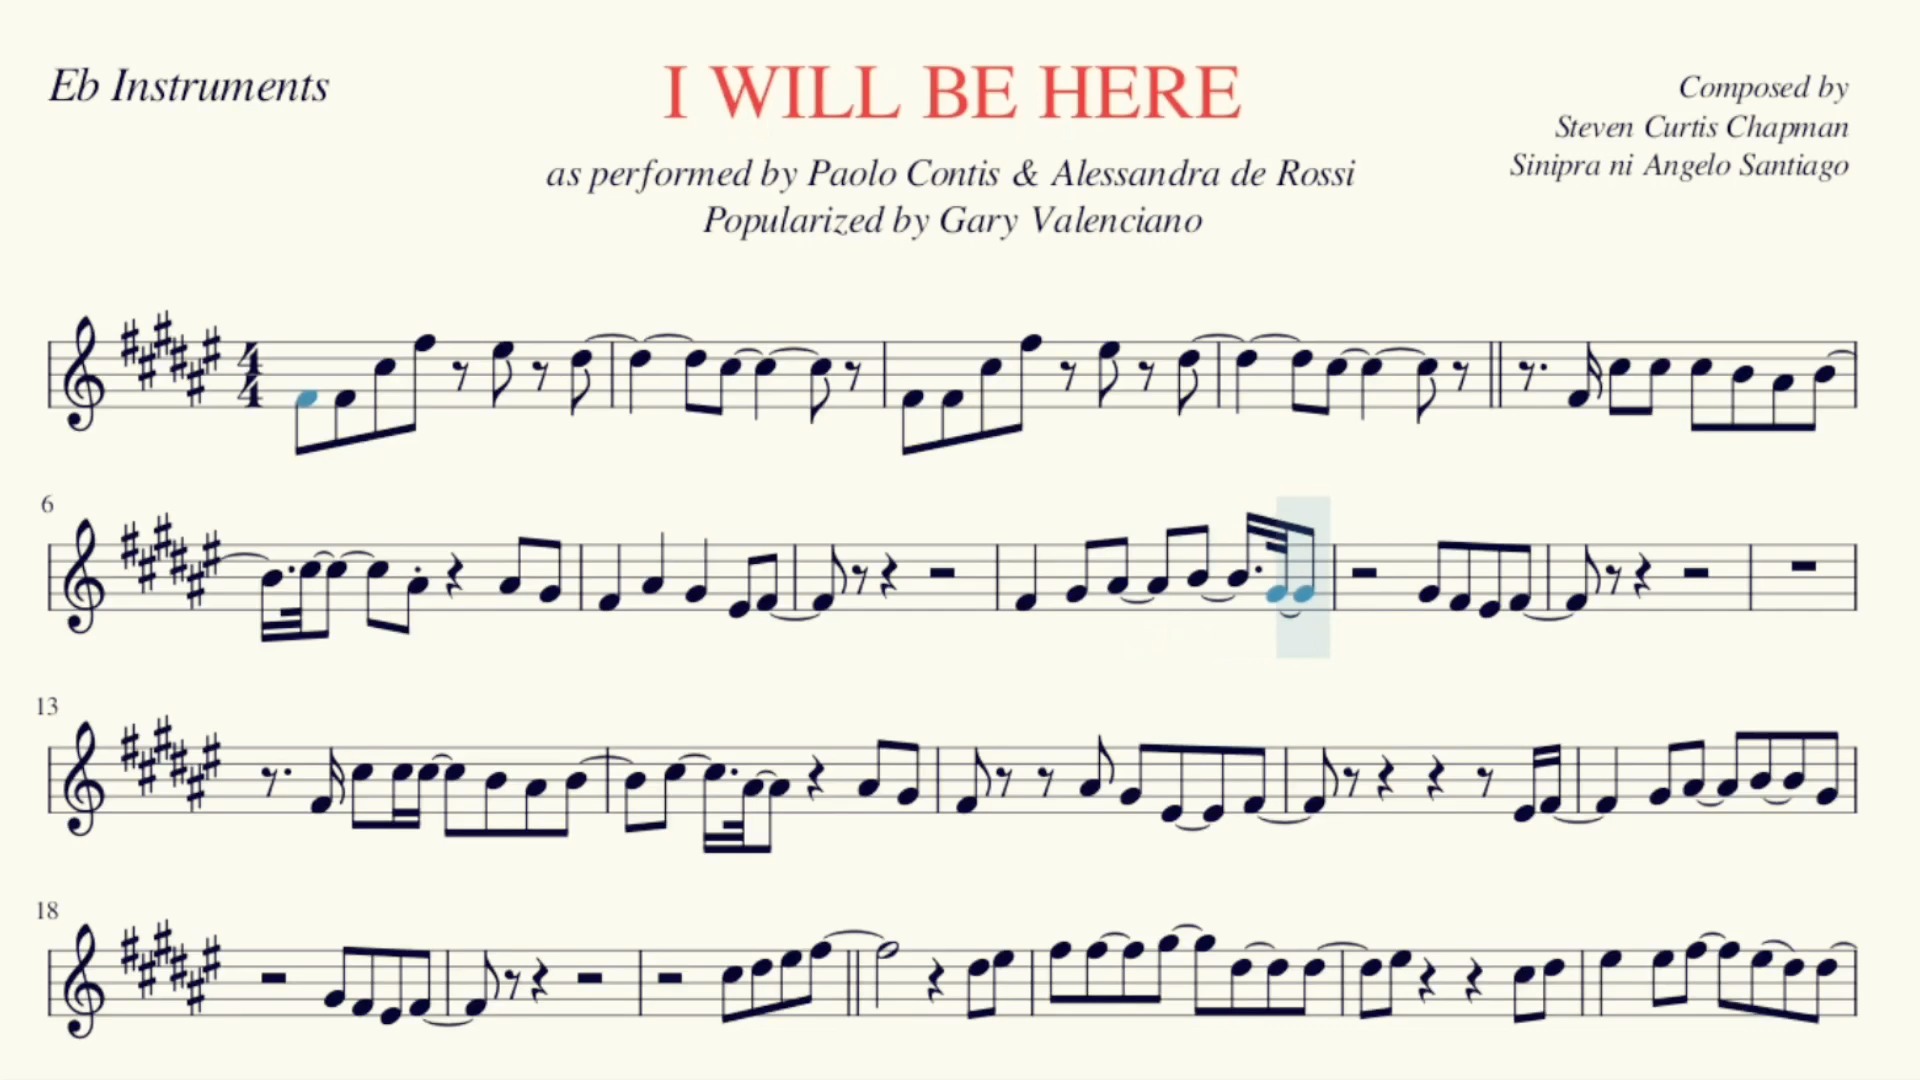 Eb Instruments
I WILL BE HERE
as performed by Paolo Contis & Alessandra de Rossi
Popularized by Gary Valenciano
Composed by
Steven Curtis Chapman
Sinipra ni Angelo Santiago
4
4
6
13
18